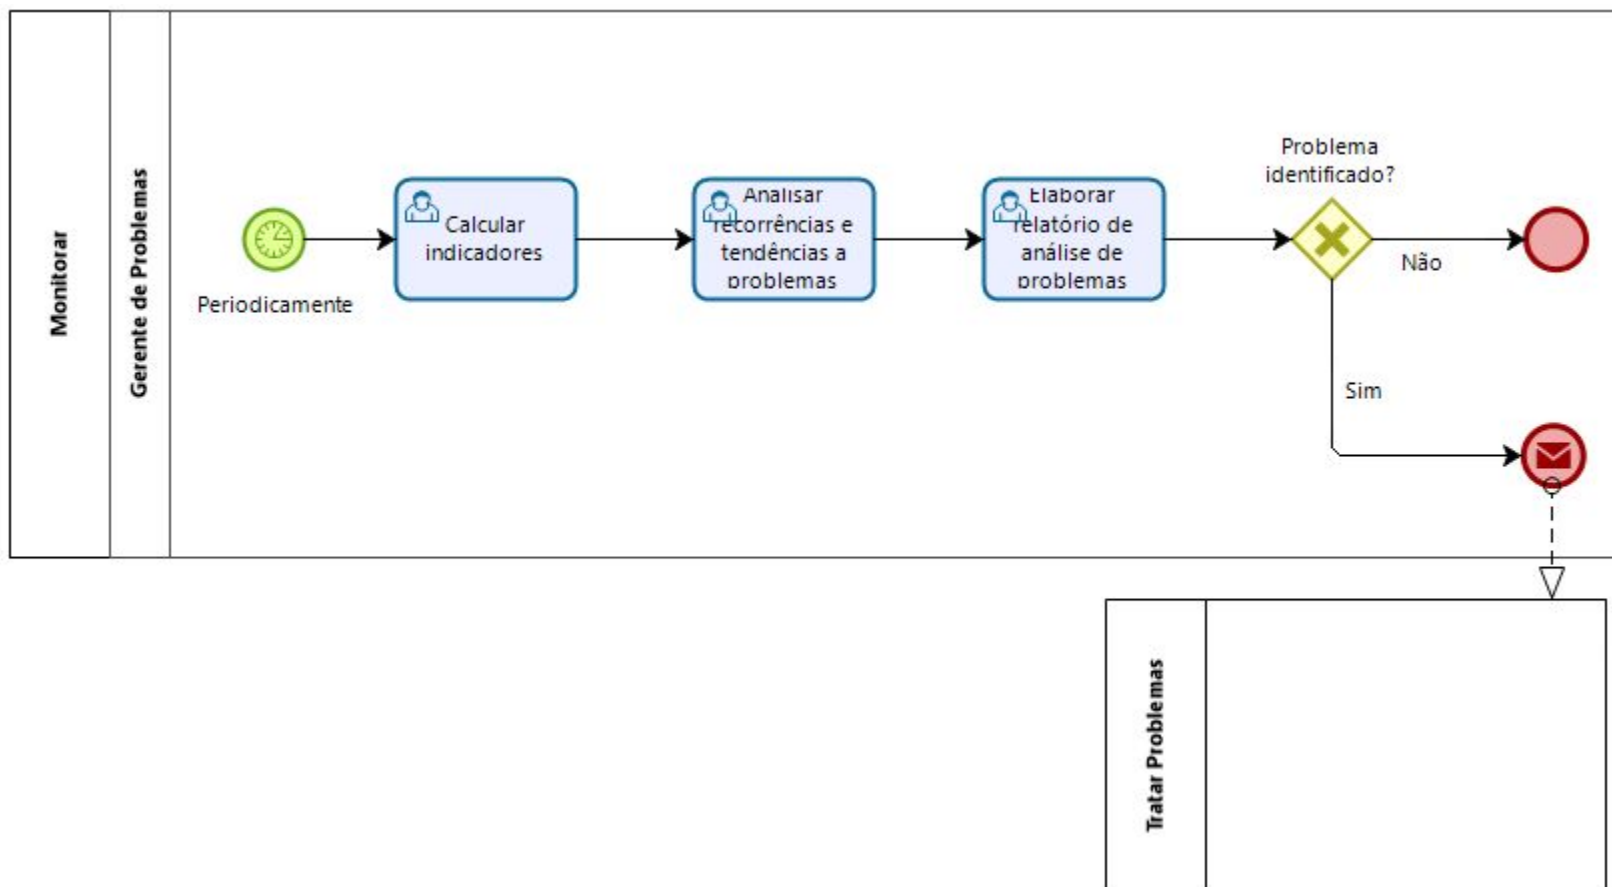 Monitorar
Gerente de Problemas
Periodicamente
Calcular
indicadores
Analisar
recorrências e
tendências a
problemas
Elaborar
relatório de
análise de
problemas
Problema
identificado?
Não
Sim
Tratar Problemas